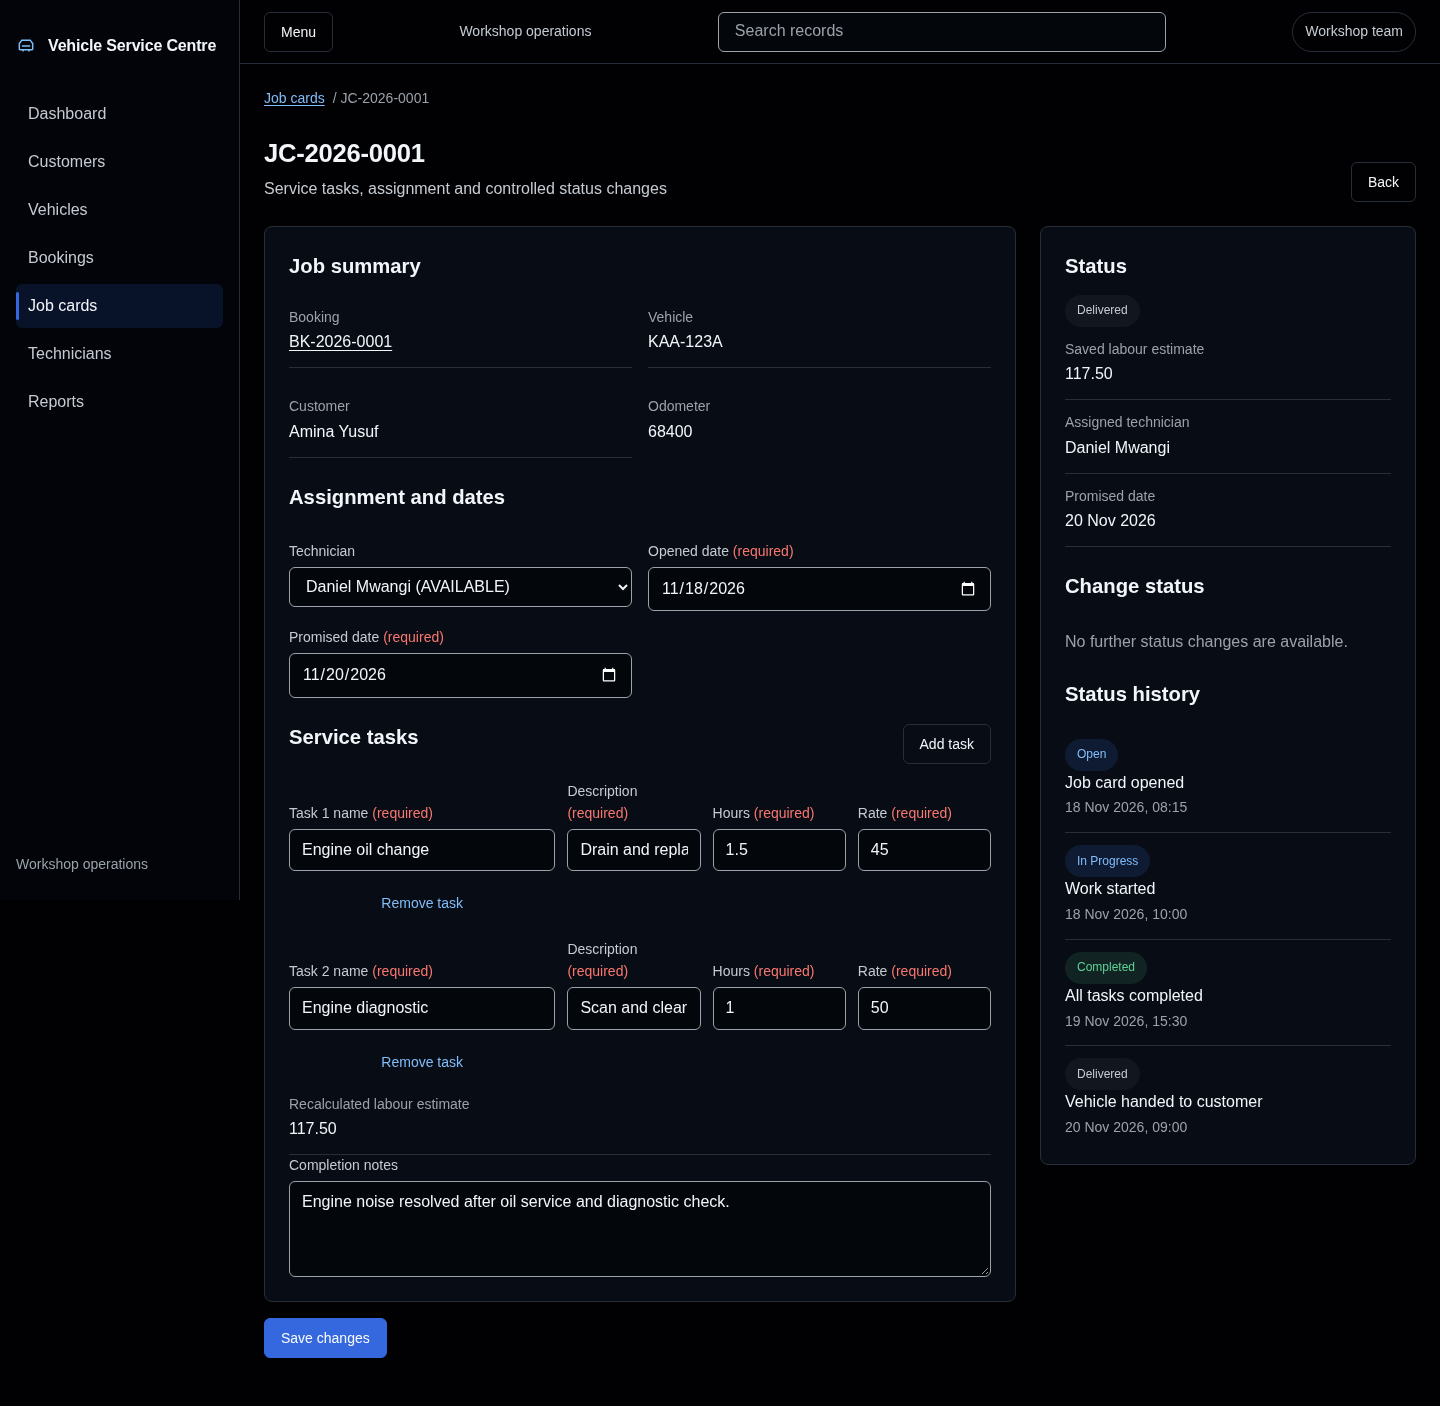 Vehicle Service Centre
Dashboard
Customers
Vehicles
Bookings
Job cards
Technicians
Reports
Workshop operations
Menu
Workshop operations
Search records
Workshop team
Job cards / JC-2026-0001
JC-2026-0001
Service tasks, assignment and controlled status changes
Back
Job summary
Booking
BK-2026-0001
Vehicle
KAA-123A
Customer
Amina Yusuf
Odometer
68400
Assignment and dates
Technician
Daniel Mwangi (AVAILABLE)
Opened date (required)
11/18/2026
Promised date (required)
11/20/2026
Service tasks
Add task
Task 1 name (required)
Engine oil change
Description
(required)
Drain and repla
Hours (required)
1.5
Rate (required)
45
Remove task
Task 2 name (required)
Engine diagnostic
Description
(required)
Scan and clear
Hours (required)
1
Rate (required)
50
Remove task
Recalculated labour estimate
117.50
Completion notes
Engine noise resolved after oil service and diagnostic check.
Save changes
Status
Delivered
Saved labour estimate
117.50
Assigned technician
Daniel Mwangi
Promised date
20 Nov 2026
Change status
No further status changes are available.
Status history
Open
Job card opened
18 Nov 2026, 08:15
In Progress
Work started
18 Nov 2026, 10:00
Completed
All tasks completed
19 Nov 2026, 15:30
Delivered
Vehicle handed to customer
20 Nov 2026, 09:00